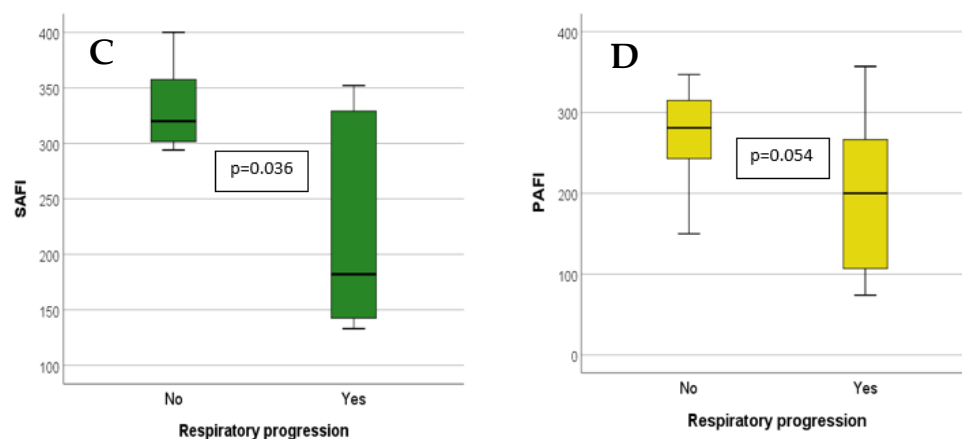 C
400
350
300
250
200
150
100
SAFI
p=0.036
No
Yes
Respiratory progression
D
400
300
200
100
0
PAFI
p=0.054
No
Yes
Respiratory progression